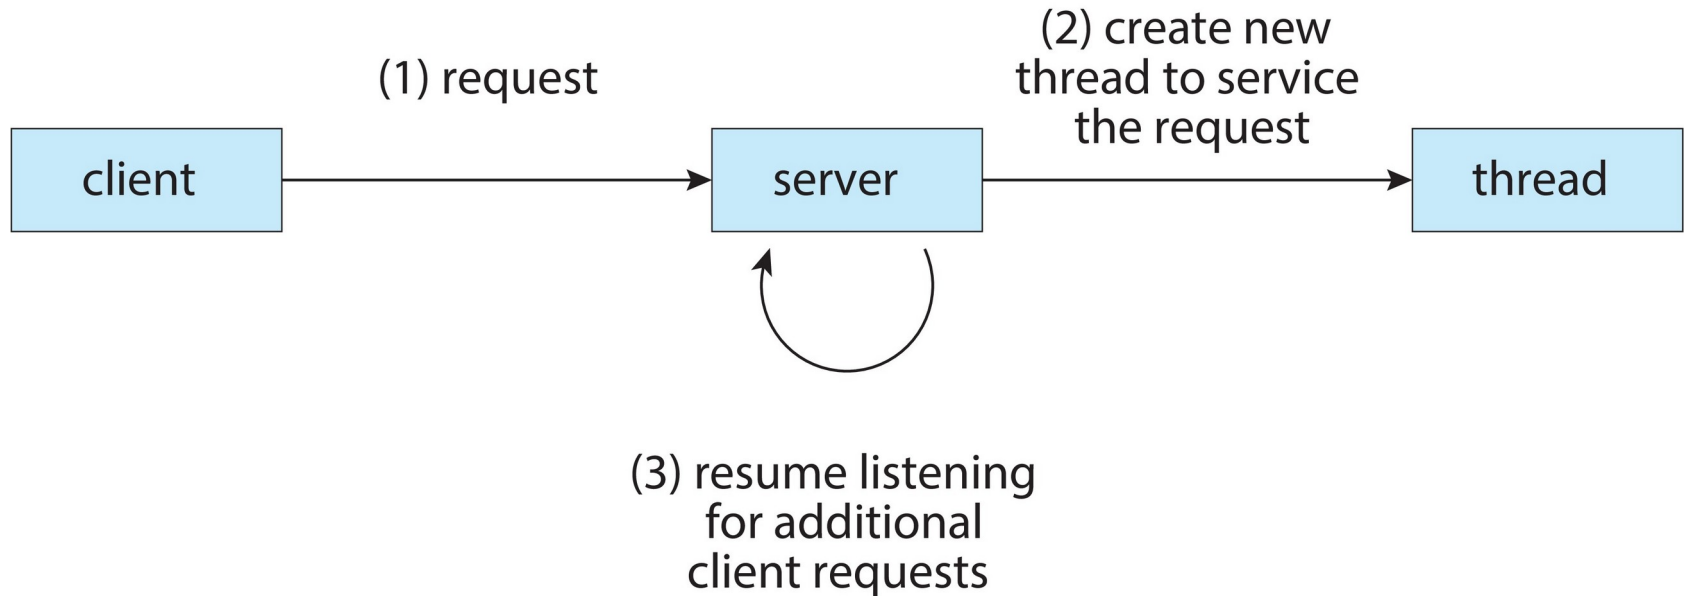 (1) request
(2) create new
thread to service
the request
client
server
thread
(3) resume listening
for additional
client requests